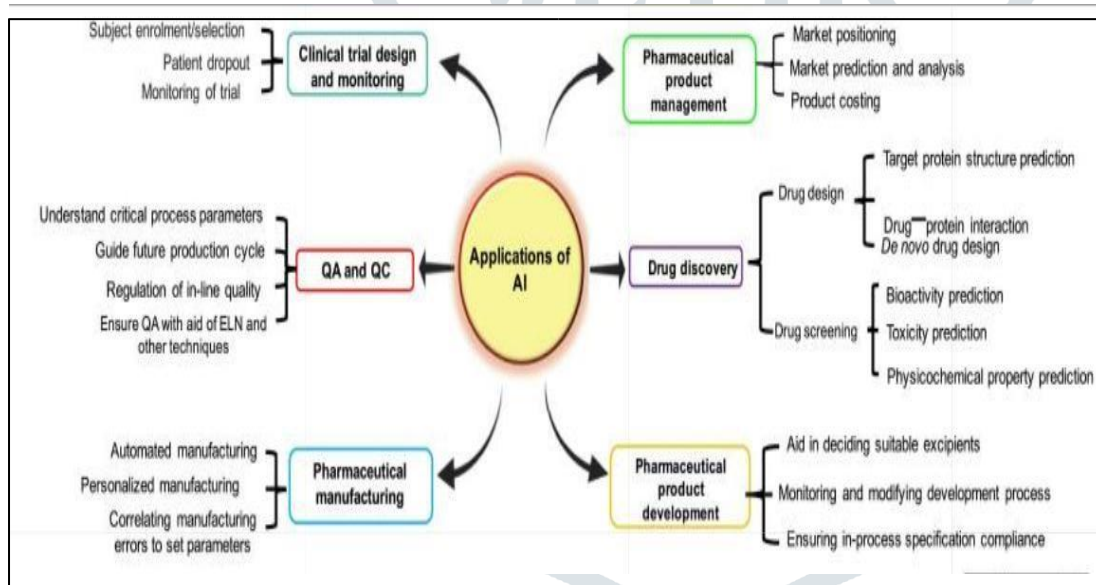 Subject enrolment/selection
Patient dropout
Monitoring of trial
Clinical trial design
and monitoring
Pharmaceutical
product
management
Market positioning
Market prediction and analysis
Product costing
Understand critical process parameters
Guide future production cycle
Regulation of in-line quality
Ensure QA with aid of ELN and
other techniques
QA and QC
Applications of
AI
Drug discovery
Drug design
Target protein structure prediction
Drug–protein interaction
De novo drug design
Drug screening
Bioactivity prediction
Toxicity prediction
Physicochemical property prediction
Automated manufacturing
Personalized manufacturing
Correlating manufacturing
errors to set parameters
Pharmaceutical
manufacturing
Pharmaceutical
product
development
Aid in deciding suitable excipients
Monitoring and modifying development process
Ensuring in-process specification compliance